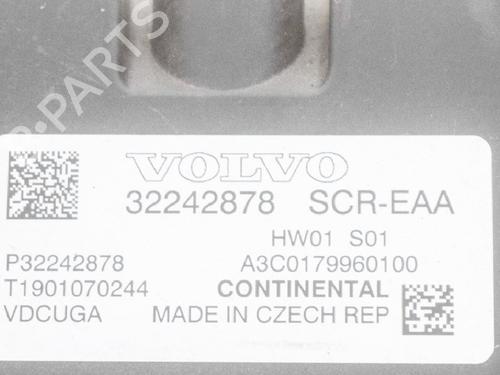 B-PARTS
VOLVO
32242878 SCR-EAA
HW01 S01
P32242878 A3C0179960100
T1901070244 CONTINENTAL
VDCUGA MADE IN CZECH REP